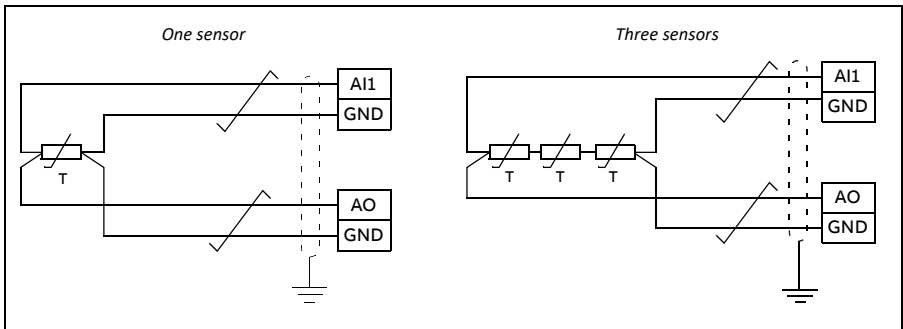 One sensor
AI1
GND
T
AO
GND
Three sensors
AI1
GND
T T T
AO
GND